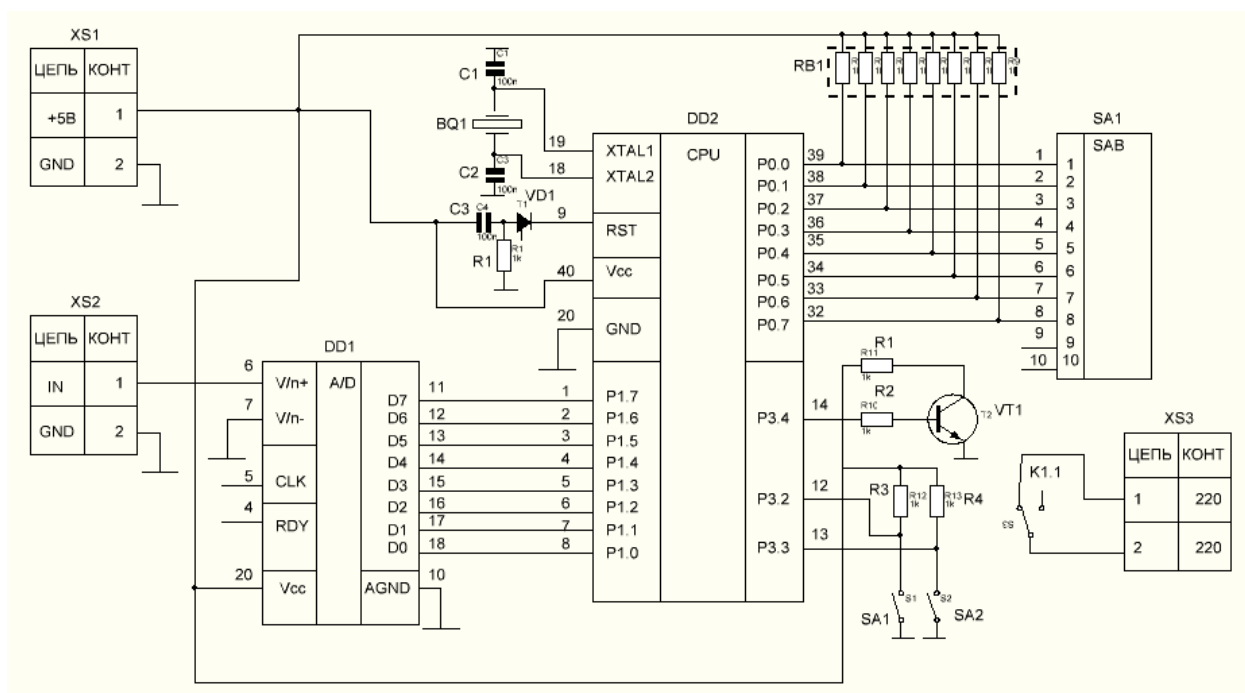 XS1
ЦЕПЬ КОНТ
+5В 1
GND 2
XS2
ЦЕПЬ КОНТ
IN 1
GND 2
DD1
A/D
6 V/n+
7 V/n-
5 CLK
4 RDY
20 Vcc
D7 11
D6 12
D5 13
D4 14
D3 15
D2 16
D1 17
D0 18
AGND 10
C1
C1
100n
BQ1
C3
C2
100n
C3
C4
100n
VD1
T1
R1
R1
1k
DD2
CPU
19 XTAL1
18 XTAL2
9 RST
40 Vcc
20 GND
1 P1.7
2 P1.6
3 P1.5
4 P1.4
5 P1.3
6 P1.2
7 P1.1
8 P1.0
P0.0 39
P0.1 38
P0.2 37
P0.3 36
P0.4 35
P0.5 34
P0.6 33
P0.7 32
P3.4 14
P3.2 12
P3.3 13
RB1
SA1
SAB
1 1
2 2
3 3
4 4
5 5
6 6
7 7
8 8
9 9
10 10
R1
R11
1k
R2
R10
1k
T2 VT1
R3
R12
1k
R13
1k
R4
S1
S2
SA1
SA2
K1.1
S3
XS3
ЦЕПЬ КОНТ
1 220
2 220